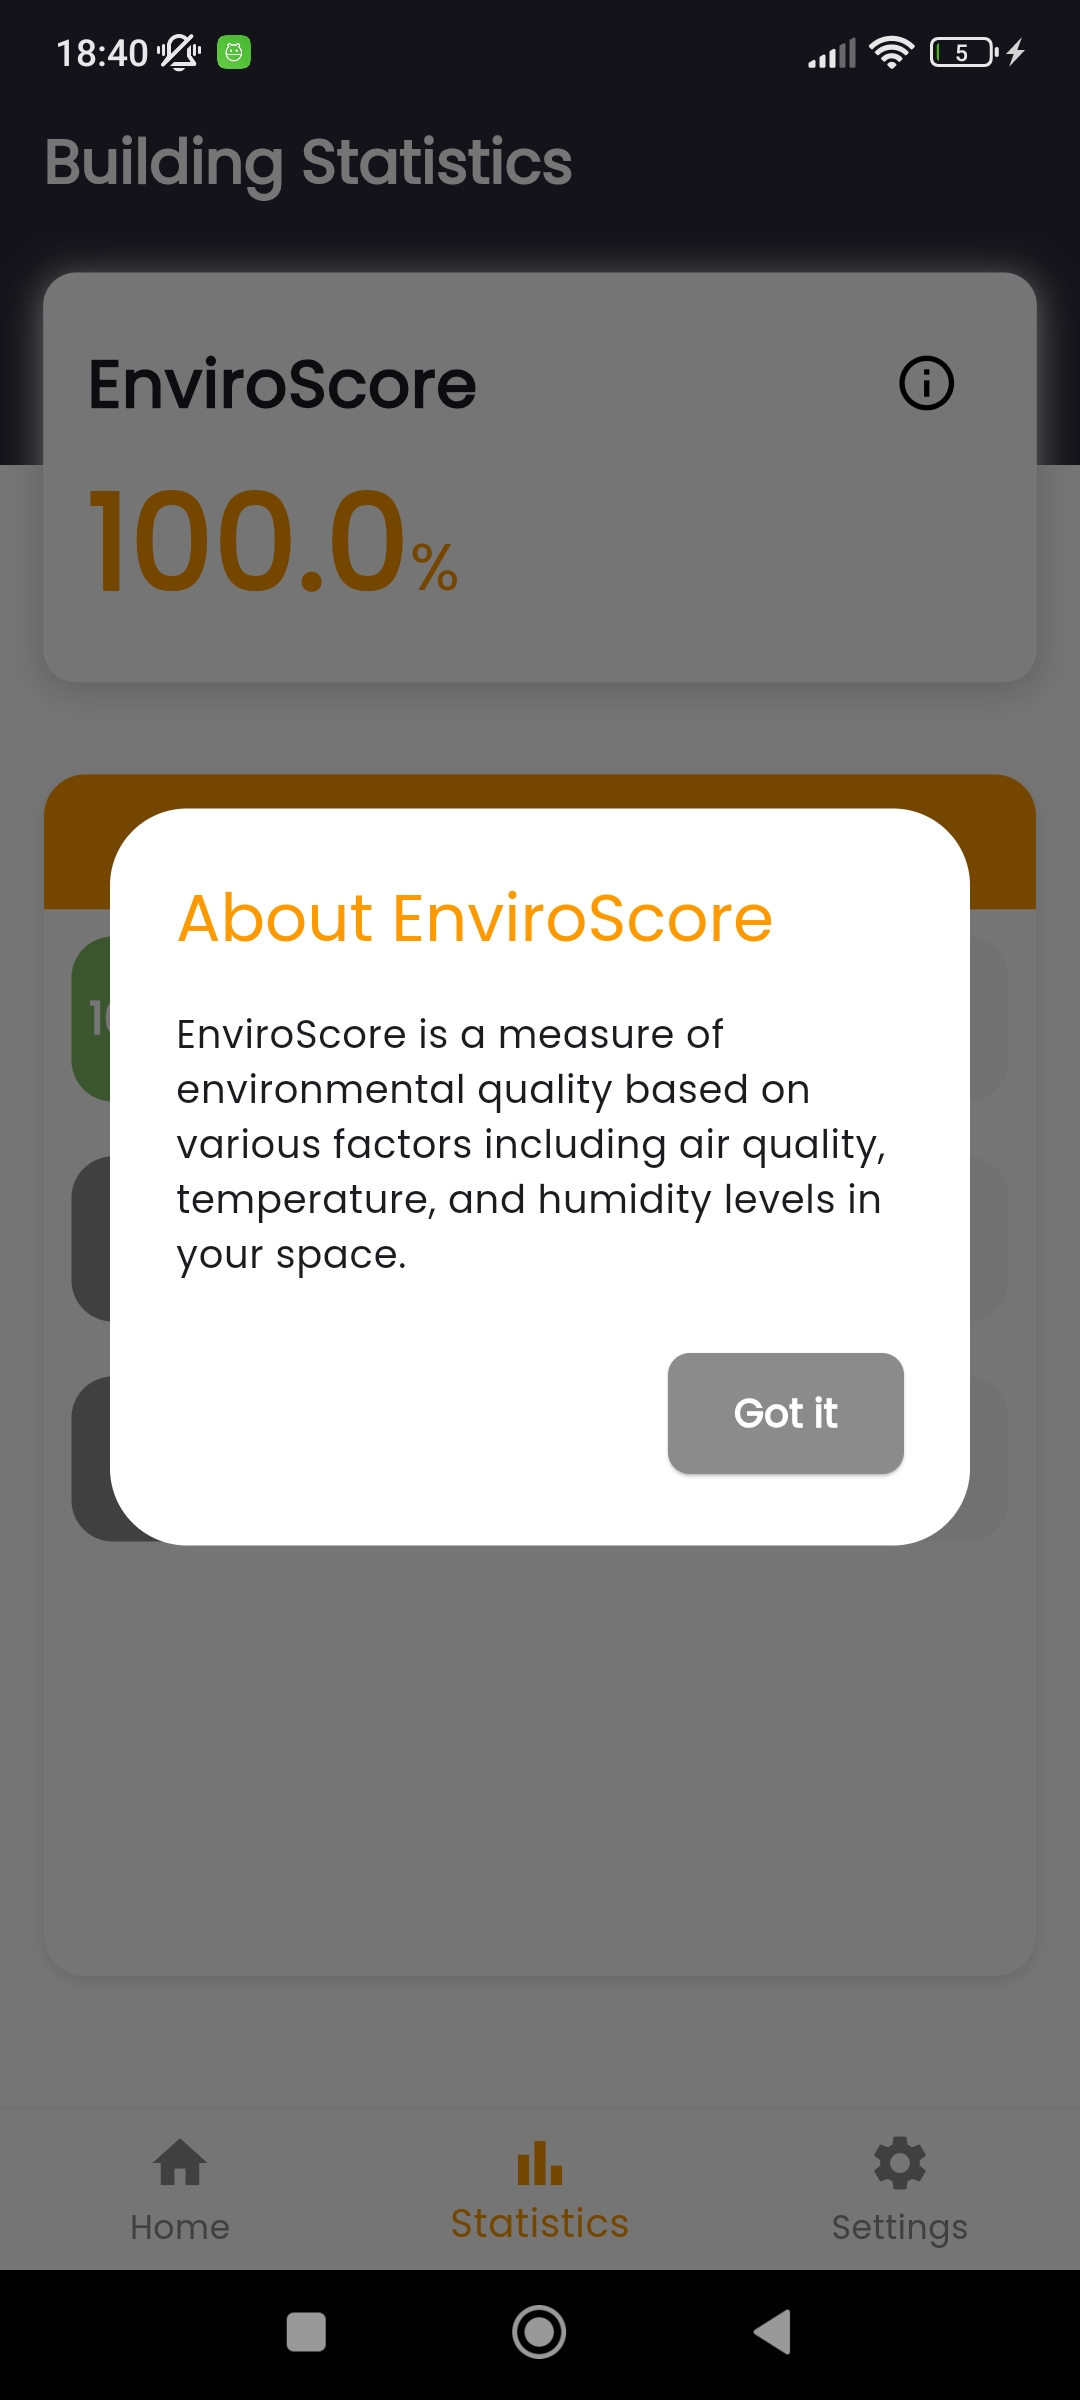 18:40
5
Building Statistics
EnviroScore
100.0%
About EnviroScore
EnviroScore is a measure of
environmental quality based on
various factors including air quality,
temperature, and humidity levels in
your space.
Got it
Home
Statistics
Settings